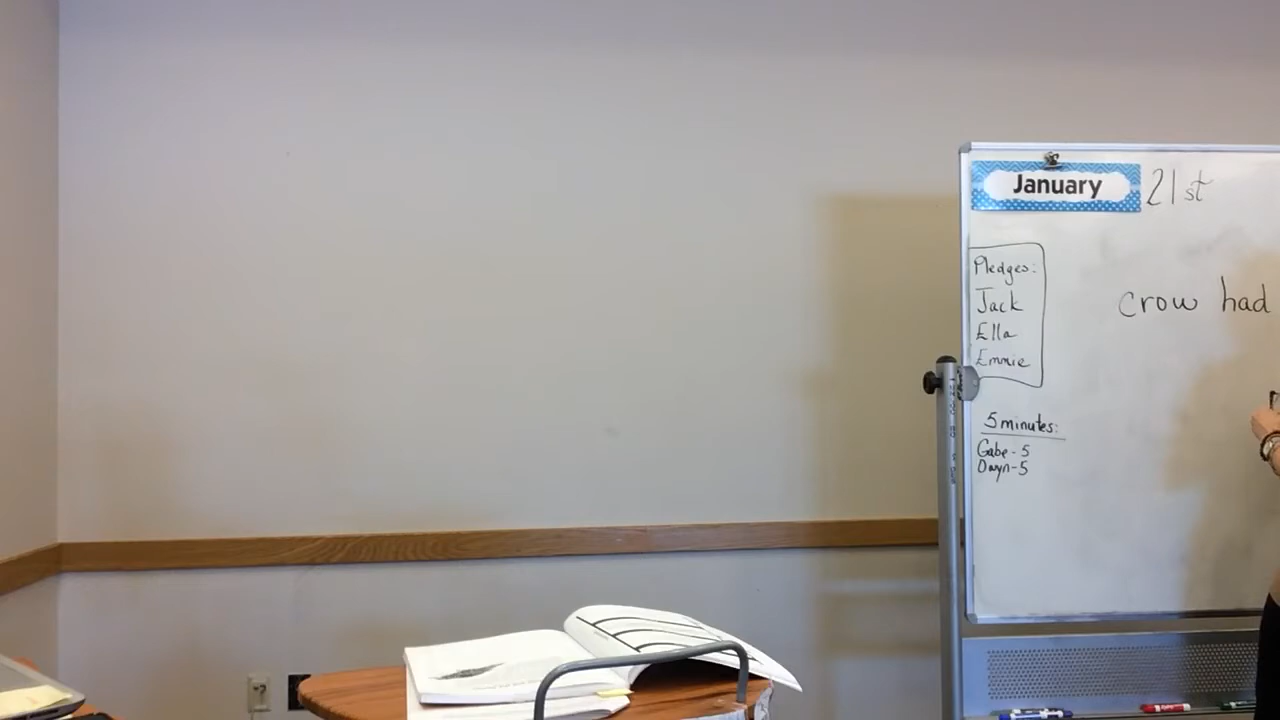 January 21st
Pledges:
Jack
Ella
Emmie
crow had
5 minutes:
Gabe - 5
Owyn - 5